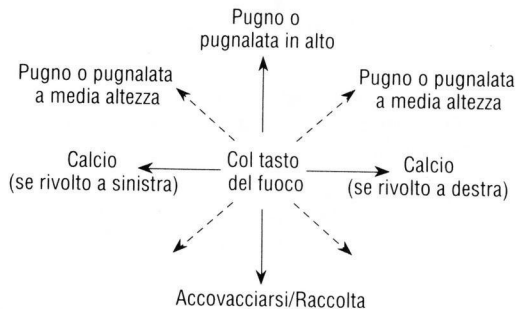 Pugno o
pugnalata in alto
Pugno o pugnalata
a media altezza
Pugno o pugnalata
a media altezza
Calcio
(se rivolto a sinistra)
Col tasto
del fuoco
Calcio
(se rivolto a destra)
Accovacciarsi/Raccolta